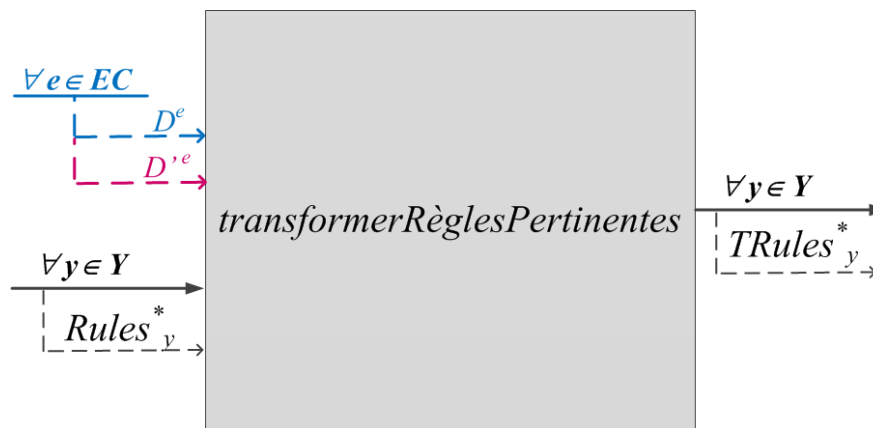 ∀ e ∈ EC
D^e
D'^e
transformerRèglesPertinentes
∀ y ∈ Y
Rules*_y
∀ y ∈ Y
TRules*_y